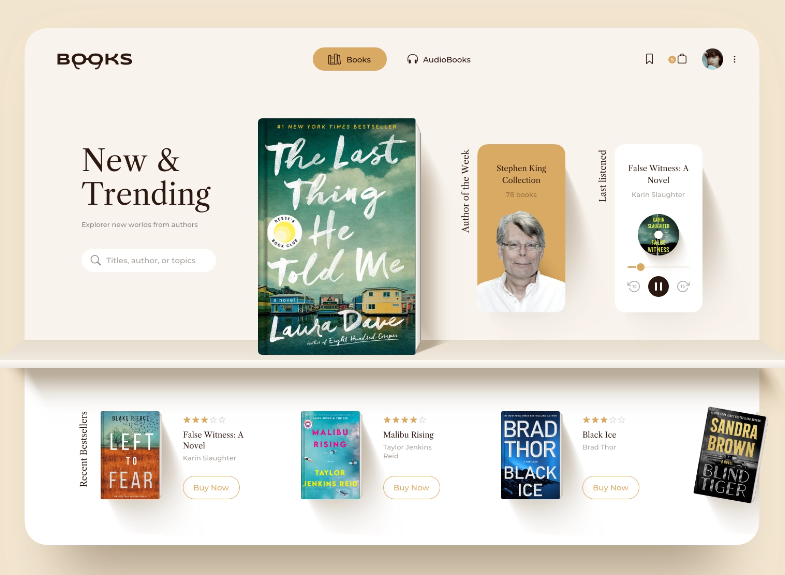 BOOKS
Books
AudioBooks
New &
Trending
Explorer new worlds from authors
Titles, author, or topics
#1 NEW YORK TIMES BESTSELLER
The Last
Thing
He
Told Me
REESE'S
BOOK CLUB
a novel
Laura Dave
Author of Eight Hundred Grapes
Author of the Week
Stephen King
Collection
76 books
Last listened
False Witness: A
Novel
Karin Slaughter
KARIN
SLAUGHTER
FALSE
WITNESS
Recent Bestsellers
BLAKE PIERCE
LEFT
TO
FEAR
False Witness: A
Novel
Karin Slaughter
Buy Now
MALIBU
RISING
TAYLOR
JENKINS REID
Malibu Rising
Taylor Jenkins
Reid
Buy Now
BRAD
THOR
BLACK
ICE
Black Ice
Brad Thor
Buy Now
SANDRA
BROWN
BLIND
TIGER